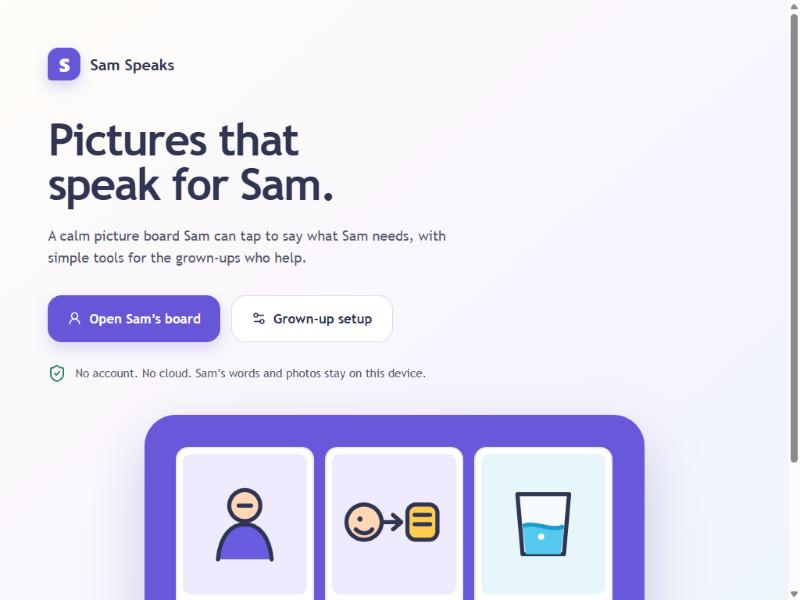 S
Sam Speaks
Pictures that
speak for Sam.
A calm picture board Sam can tap to say what Sam needs, with
simple tools for the grown-ups who help.
Open Sam’s board
Grown-up setup
No account. No cloud. Sam’s words and photos stay on this device.